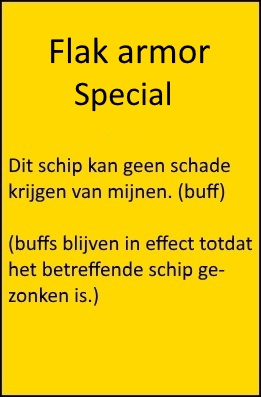 Flak armor
Special
Dit schip kan geen schade
krijgen van mijnen. (buff)
(buffs blijven in effect totdat
het betreffende schip ge-
zonken is.)